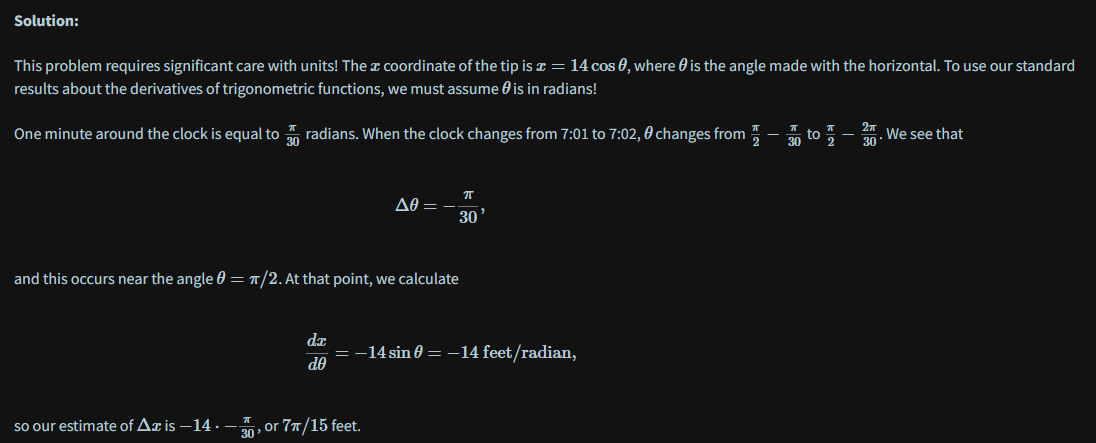 Solution:
This problem requires significant care with units! The x coordinate of the tip is x = 14 cos θ, where θ is the angle made with the horizontal. To use our standard
results about the derivatives of trigonometric functions, we must assume θ is in radians!
One minute around the clock is equal to π/30 radians. When the clock changes from 7:01 to 7:02, θ changes from π/2 − π/30 to π/2 − 2π/30. We see that
Δθ = −π/30,
and this occurs near the angle θ = π/2. At that point, we calculate
dx/dθ = −14 sin θ = −14 feet/radian,
so our estimate of Δx is −14 · −π/30, or 7π/15 feet.